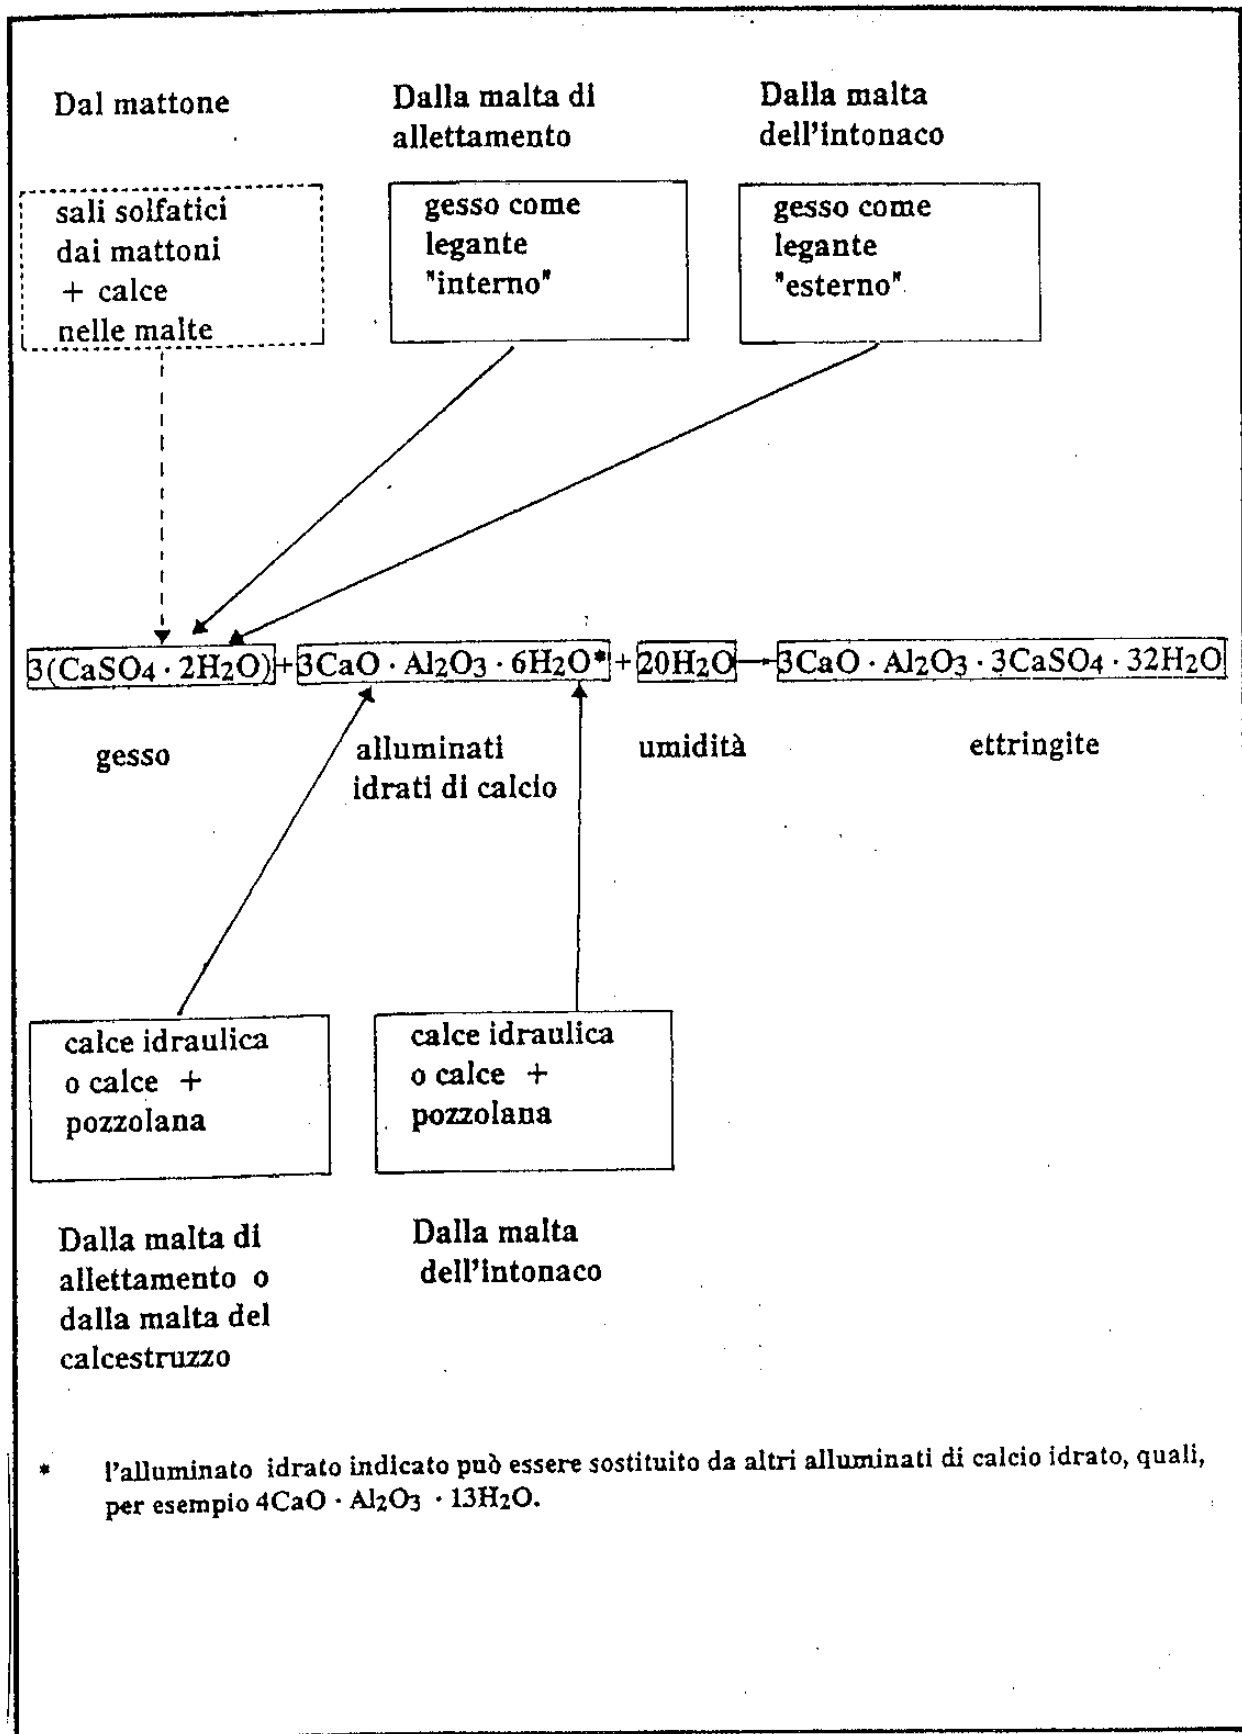 Dal mattone
Dalla malta di
allettamento
Dalla malta
dell'intonaco
sali solfatici
dai mattoni
+ calce
nelle malte
gesso come
legante
"interno"
gesso come
legante
"esterno"
3(CaSO₄ · 2H₂O) + 3CaO · Al₂O₃ · 6H₂O* + 20H₂O → 3CaO · Al₂O₃ · 3CaSO₄ · 32H₂O
gesso
alluminati
idrati di calcio
umidità
ettringite
calce idraulica
o calce +
pozzolana
calce idraulica
o calce +
pozzolana
Dalla malta di
allettamento o
dalla malta del
calcestruzzo
Dalla malta
dell'intonaco
* l'alluminato idrato indicato può essere sostituito da altri alluminati di calcio idrato, quali,
per esempio 4CaO · Al₂O₃ · 13H₂O.